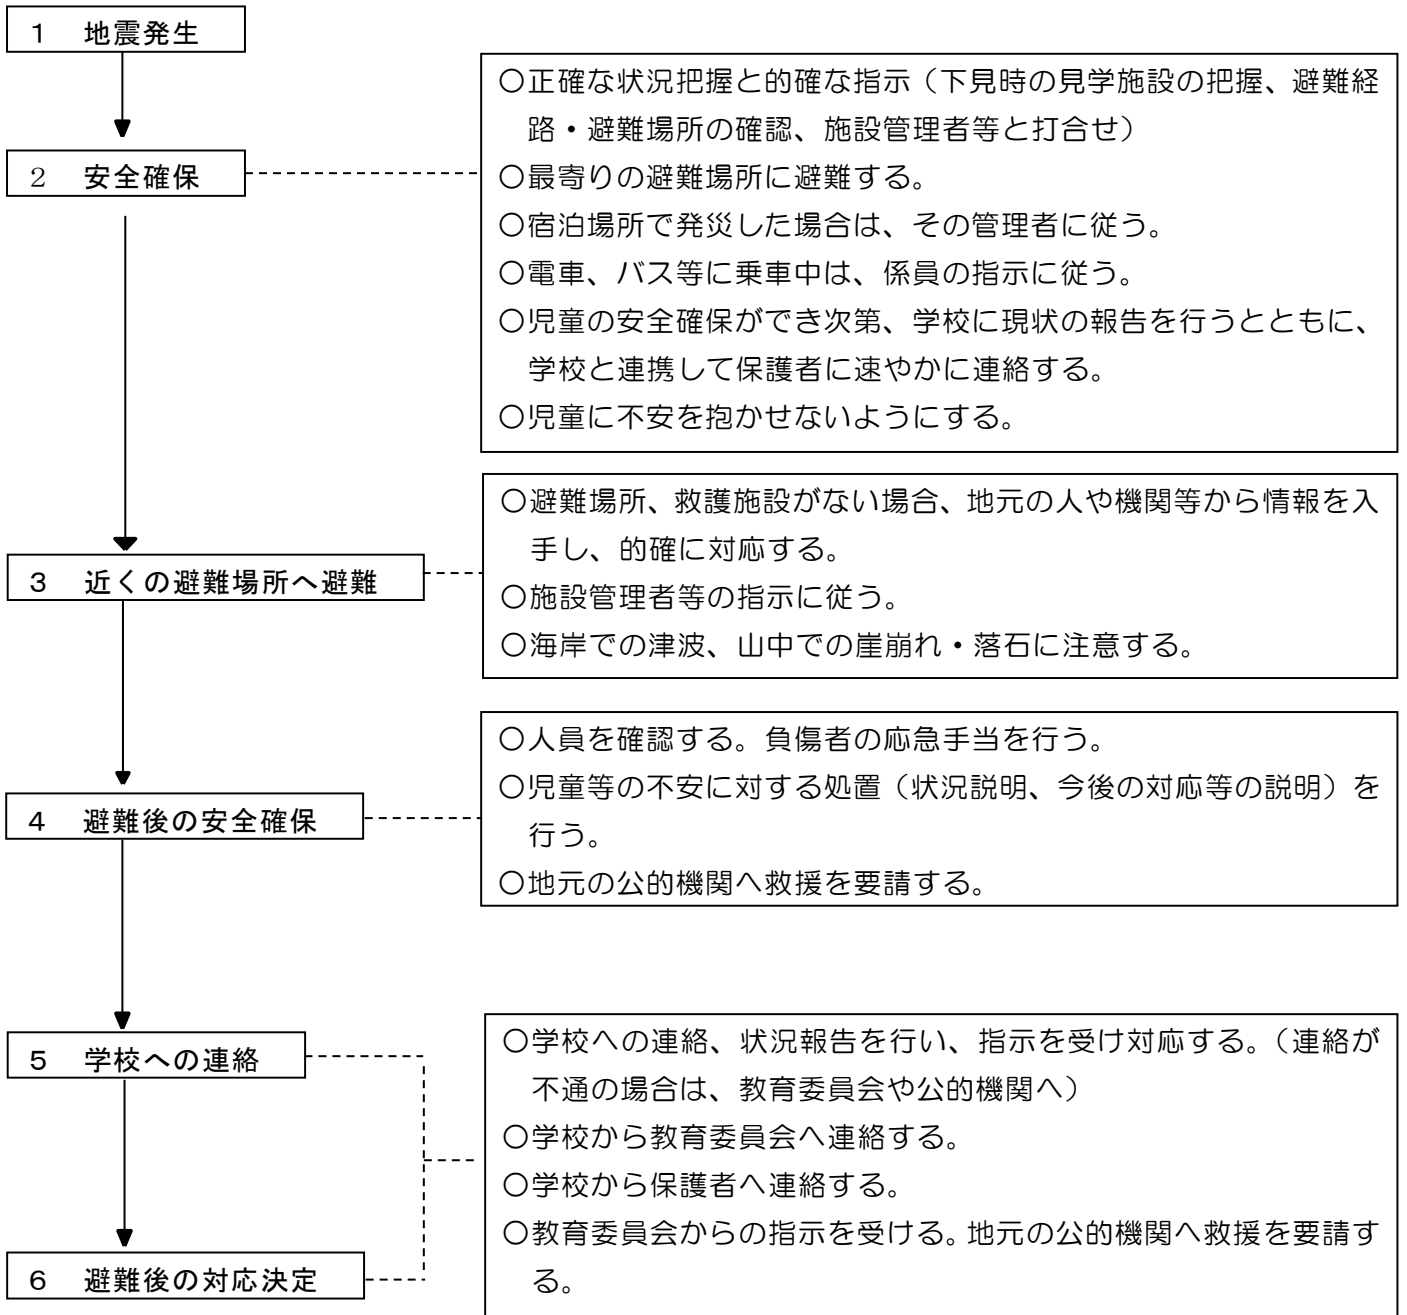 １　地震発生
○正確な状況把握と的確な指示（下見時の見学施設の把握、避難経
路・避難場所の確認、施設管理者等と打合せ）
2　安全確保
○最寄りの避難場所に避難する。
○宿泊場所で発災した場合は、その管理者に従う。
○電車、バス等に乗車中は、係員の指示に従う。
○児童の安全確保ができ次第、学校に現状の報告を行うとともに、
学校と連携して保護者に速やかに連絡する。
○児童に不安を抱かせないようにする。
３　近くの避難場所へ避難
○避難場所、救護施設がない場合、地元の人や機関等から情報を入
手し、的確に対応する。
○施設管理者等の指示に従う。
○海岸での津波、山中での崖崩れ・落石に注意する。
４　避難後の安全確保
○人員を確認する。負傷者の応急手当を行う。
○児童等の不安に対する処置（状況説明、今後の対応等の説明）を
行う。
○地元の公的機関へ救援を要請する。
５　学校への連絡
６　避難後の対応決定
○学校への連絡、状況報告を行い、指示を受け対応する。（連絡が
不通の場合は、教育委員会や公的機関へ）
○学校から教育委員会へ連絡する。
○学校から保護者へ連絡する。
○教育委員会からの指示を受ける。地元の公的機関へ救援を要請す
る。